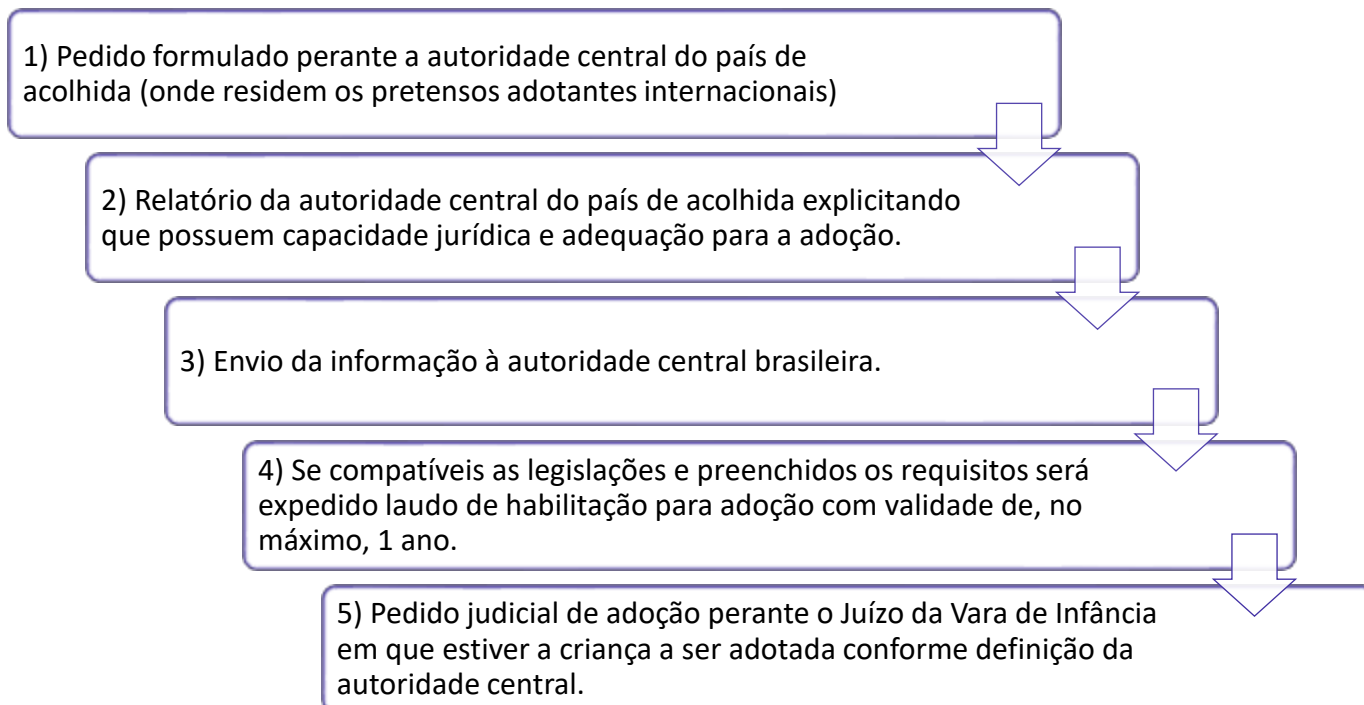 1) Pedido formulado perante a autoridade central do país de
acolhida (onde residem os pretensos adotantes internacionais)
2) Relatório da autoridade central do país de acolhida explicitando
que possuem capacidade jurídica e adequação para a adoção.
3) Envio da informação à autoridade central brasileira.
4) Se compatíveis as legislações e preenchidos os requisitos será
expedido laudo de habilitação para adoção com validade de, no
máximo, 1 ano.
5) Pedido judicial de adoção perante o Juízo da Vara de Infância
em que estiver a criança a ser adotada conforme definição da
autoridade central.